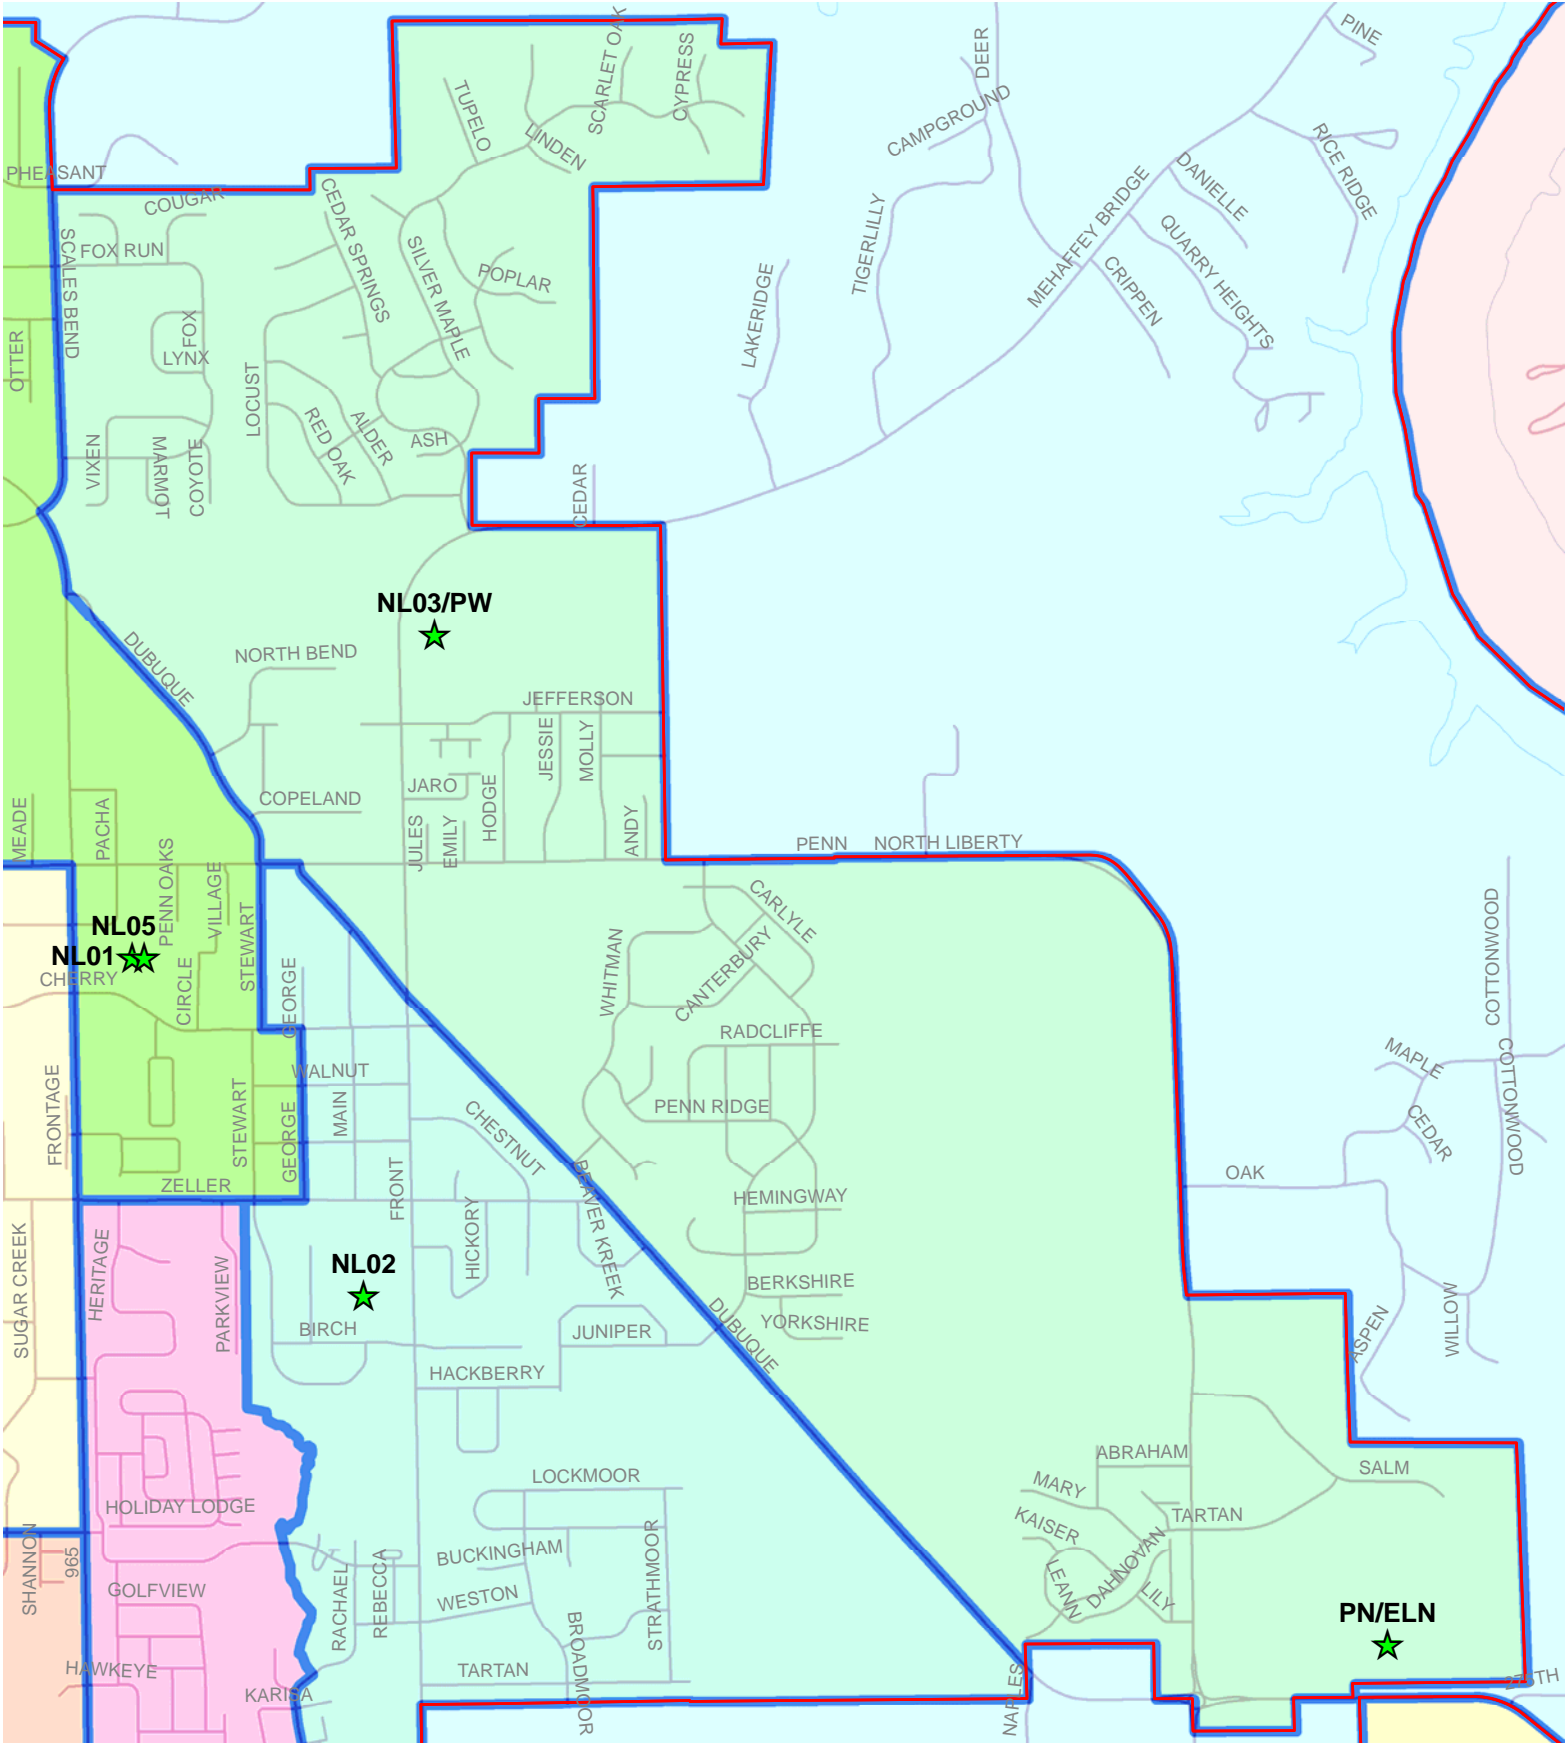 PINE
SCARLET OAK
CYPRESS
DEER
TUPELO
LINDEN
CAMPGROUND
RICE RIDGE
PHEASANT
COUGAR
CEDAR SPRINGS
DANIELLE
MEHAFFEY BRIDGE
TIGERLILLY
QUARRY HEIGHTS
SCALES BEND
FOX RUN
SILVER MAPLE
POPLAR
LAKERIDGE
CRIPPEN
OTTER
FOX
LYNX
LOCUST
RED OAK
ALDER
ASH
VIXEN
MARMOT
COYOTE
CEDAR
NL03/PW
DUBUQUE
NORTH BEND
JEFFERSON
JESSIE
MOLLY
JARO
HODGE
COPELAND
MEADE
PACHA
JULES
EMILY
ANDY
PENN
NORTH LIBERTY
PENN OAKS
VILLAGE
STEWART
CARLYLE
COTTONWOOD
NL05
NL01
CHERRY
CIRCLE
GEORGE
WHITMAN
CANTERBURY
RADCLIFFE
MAPLE
COTTONWOOD
FRONTAGE
WALNUT
MAIN
STEWART
GEORGE
CHESTNUT
PENN RIDGE
CEDAR
ZELLER
FRONT
BEAVER KREEK
HEMINGWAY
OAK
SUGAR CREEK
HERITAGE
PARKVIEW
NL02
HICKORY
BERKSHIRE
YORKSHIRE
BIRCH
JUNIPER
DUBUQUE
ASPEN
WILLOW
HACKBERRY
ABRAHAM
SALM
MARY
LOCKMOOR
HOLIDAY LODGE
KAISER
TARTAN
SHANNON
965
BUCKINGHAM
STRATHMOOR
DAHNOVAN
LEANN
LILY
GOLFVIEW
RACHAEL
REBECCA
WESTON
PN/ELN
BROADMOOR
HAWKEYE
TARTAN
KARISA
NAPLES
275TH